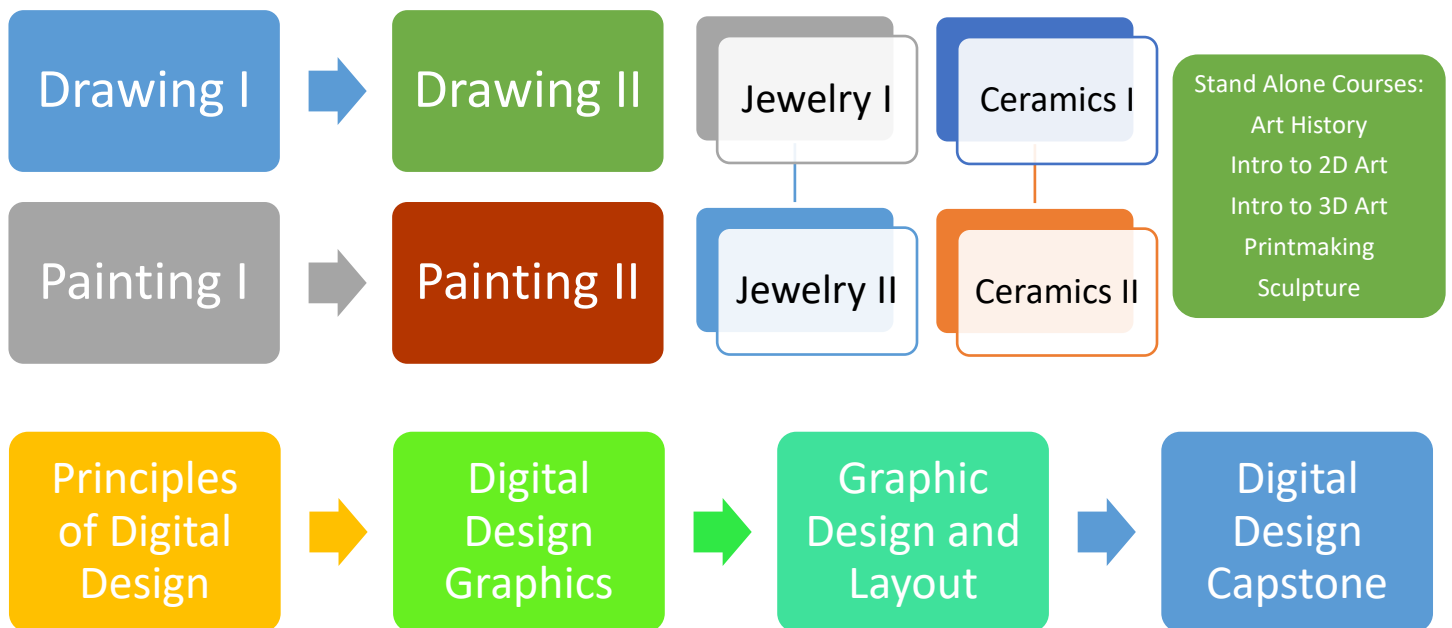 Drawing I
Drawing II
Jewelry I
Ceramics I
Stand Alone Courses:
Art History
Intro to 2D Art
Intro to 3D Art
Printmaking
Sculpture
Painting I
Painting II
Jewelry II
Ceramics II
Principles
of Digital
Design
Digital
Design
Graphics
Graphic
Design and
Layout
Digital
Design
Capstone